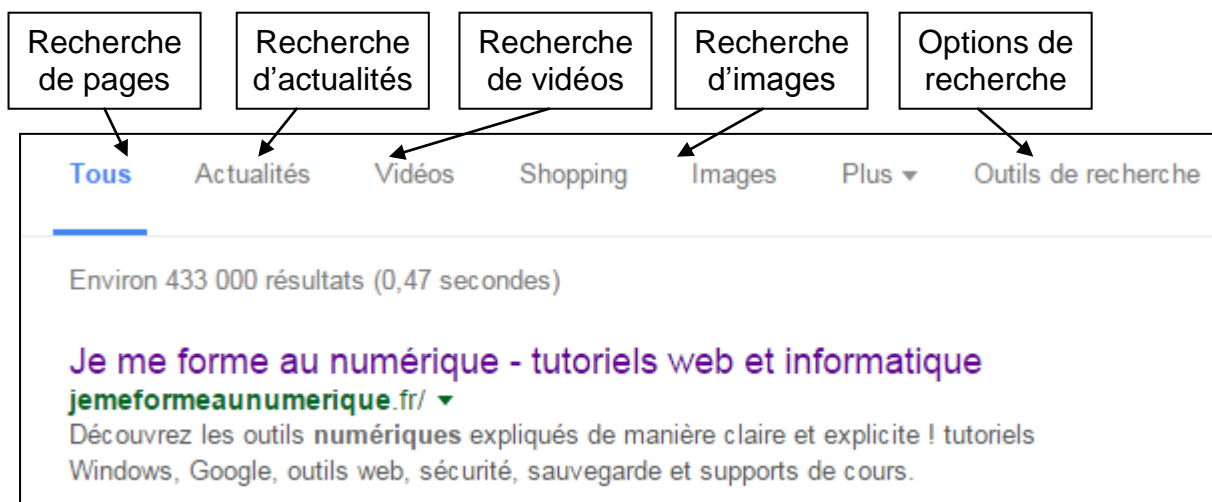 Recherche
de pages
Recherche
d'actualités
Recherche
de vidéos
Recherche
d'images
Options de
recherche
Tous Actualités Vidéos Shopping Images Plus Outils de recherche
Environ 433 000 résultats (0,47 secondes)
Je me forme au numérique - tutoriels web et informatique
jemeformeaunumerique.fr/
Découvrez les outils numériques expliqués de manière claire et explicite ! tutoriels
Windows, Google, outils web, sécurité, sauvegarde et supports de cours.